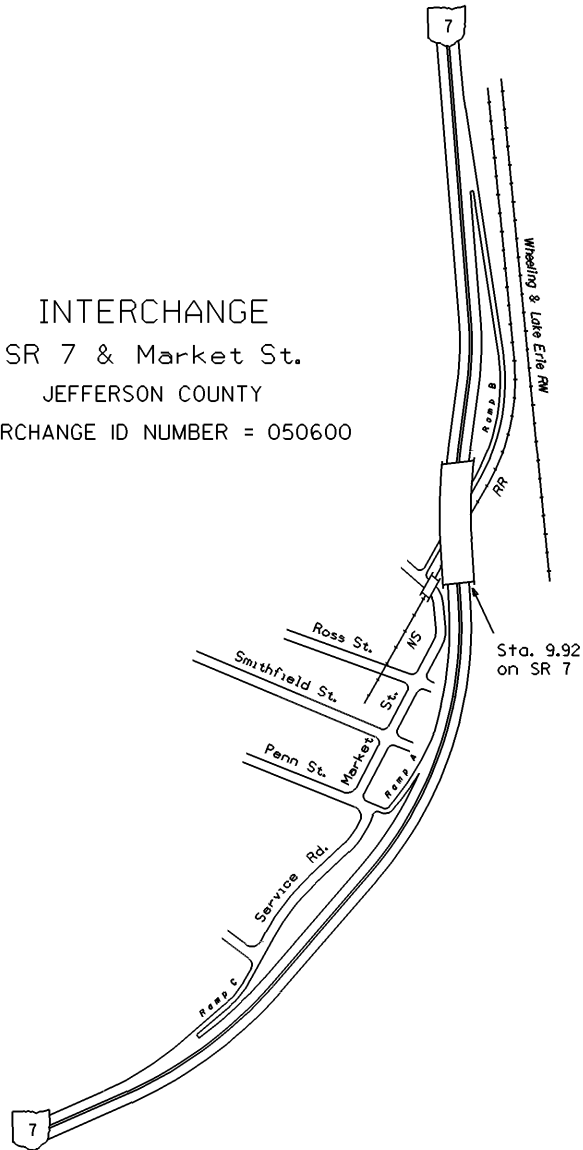 7
INTERCHANGE
SR 7 & Market St.
JEFFERSON COUNTY
RCHANGE ID NUMBER = 050600
Wheeling & Lake Erie RW
Ramp B
RR
Sta. 9.92
on SR 7
Ross St.
NS
Smithfield St.
Market St.
Penn St.
Ramp A
Service Rd.
Ramp C
7